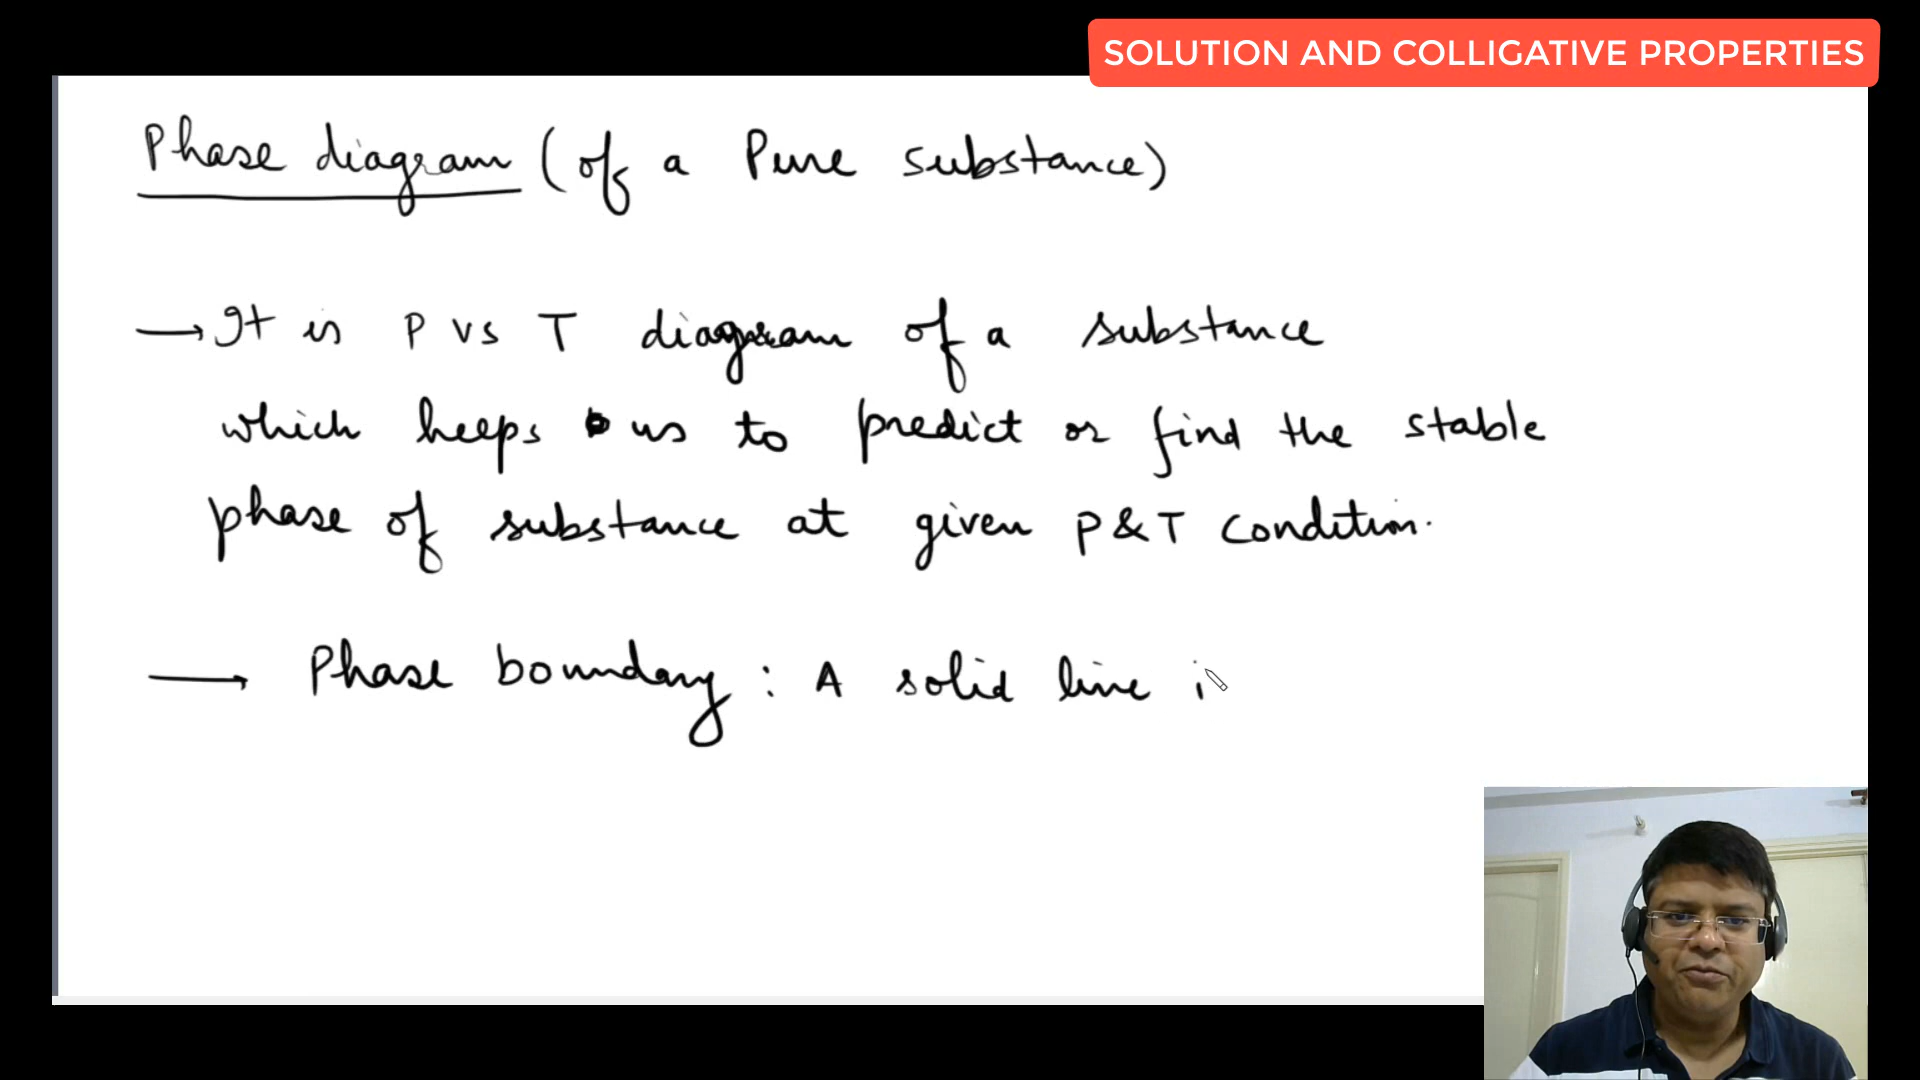 SOLUTION AND COLLIGATIVE PROPERTIES
Phase diagram (of a Pure substance)
→ It is P vs T diagram of a substance
which heeps us to predict or find the stable
phase of substance at given P & T condition.
→ Phase boundary : A solid line i